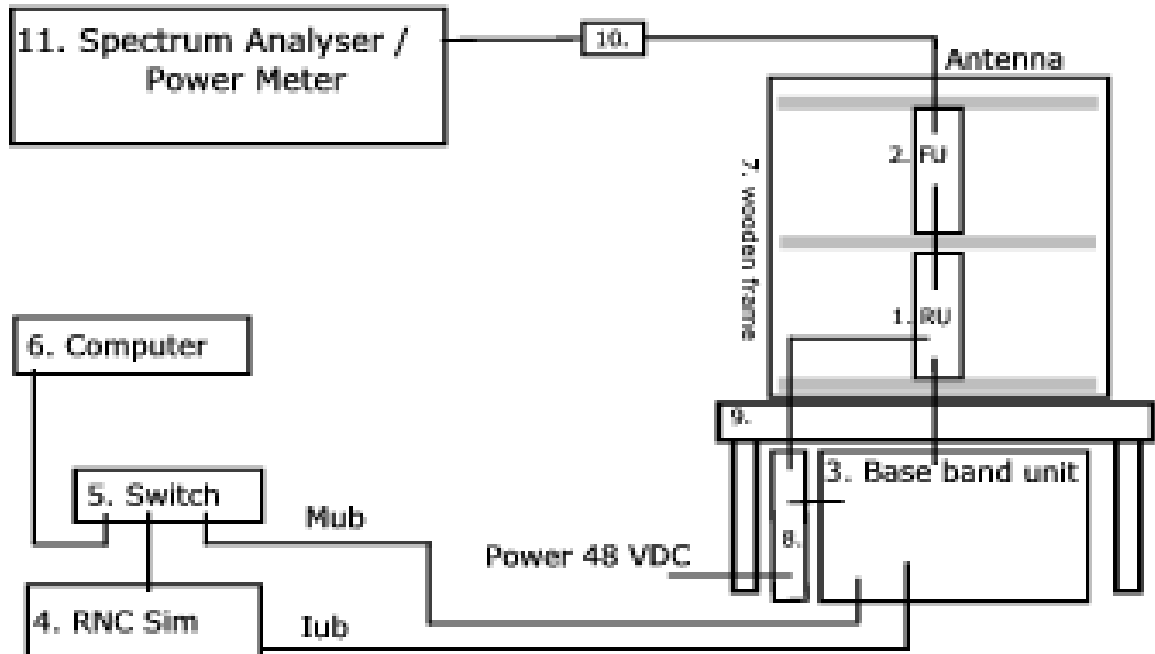 11. Spectrum Analyser /
Power Meter
10.
Antenna
2. FU
7. wooden frame
1. RU
6. Computer
9.
3. Base band unit
5. Switch
Mub
8.
Power 48 VDC
4. RNC Sim
Iub